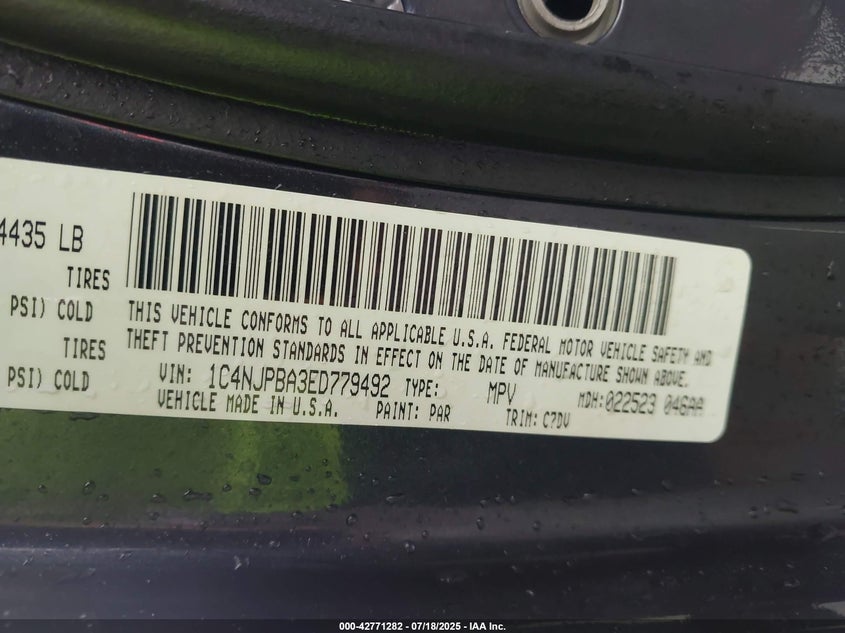 4435 LB
TIRES
PSI) COLD
TIRES
PSI) COLD
THIS VEHICLE CONFORMS TO ALL APPLICABLE U.S.A. FEDERAL MOTOR VEHICLE SAFETY AND
THEFT PREVENTION STANDARDS IN EFFECT ON THE DATE OF MANUFACTURE SHOWN ABOVE.
VIN: 1C4NJPBA3ED779492 TYPE: MPV MDH:022523 046AA
VEHICLE MADE IN U.S.A. PAINT: PAR TRIM: C7DV
000-42771282 - 07/18/2025 - IAA Inc.